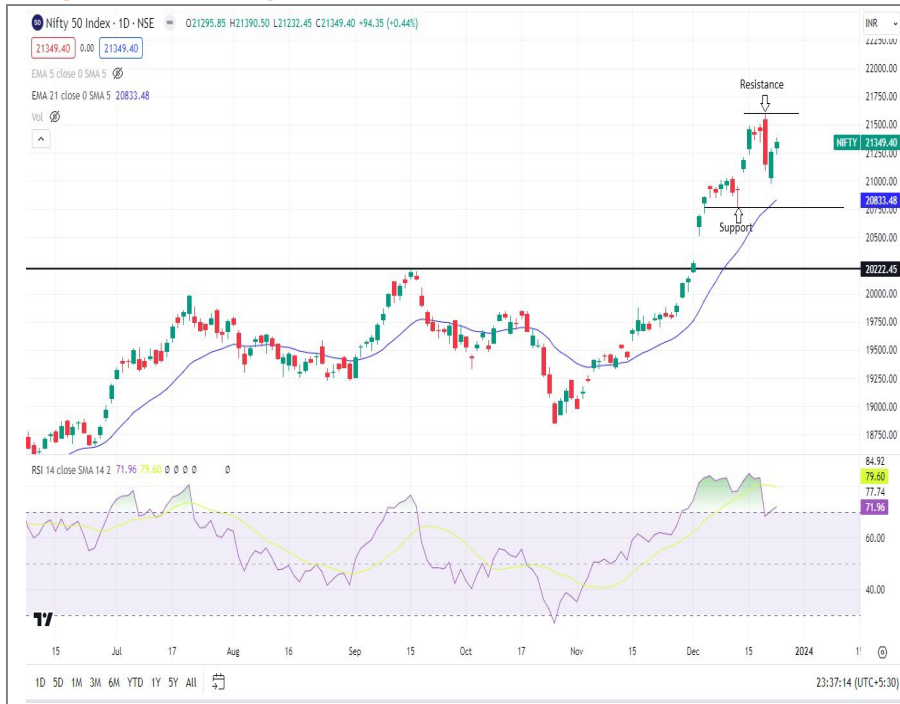 50 Nifty 50 Index · 1D · NSE O21295.85 H21390.50 L21232.45 C21349.40 +94.35 (+0.44%)
INR
21349.40 0.00 21349.40
EMA 5 close 0 SMA 5
EMA 21 close 0 SMA 5 20833.48
Vol
22250.00
22000.00
Resistance
21750.00
21500.00
NIFTY 21349.40
21250.00
21000.00
20833.48
20750.00
Support
20500.00
20222.45
20000.00
19750.00
19500.00
19250.00
19000.00
18750.00
RSI 14 close SMA 14 2 71.96 79.60 Ø Ø Ø Ø Ø
84.92
79.60
77.74
71.96
60.00
40.00
15 Jul 17 Aug 16 Sep 15 Oct 17 Nov 15 Dec 15 2024
1D 5D 1M 3M 6M YTD 1Y 5Y All 23:37:14 (UTC+5:30)